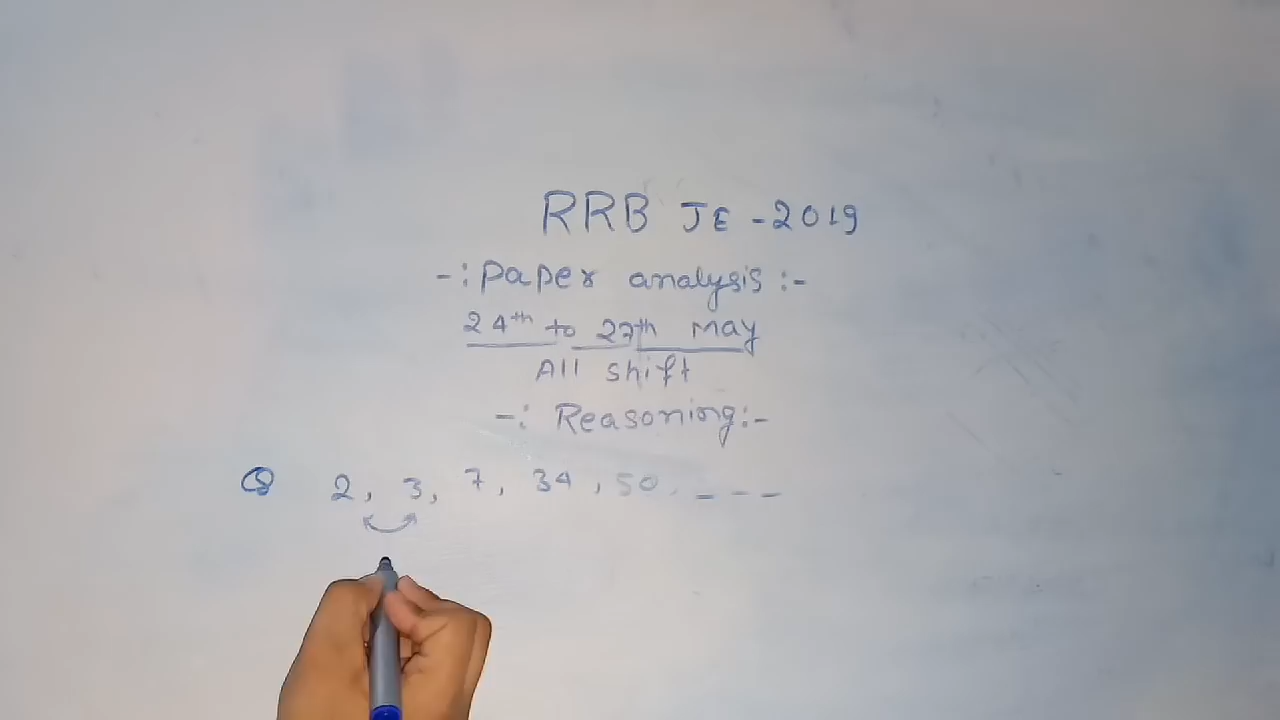 RRB JE - 2019
-: Paper analysis :-
24th to 27th May
All shift
-: Reasoning :-
Q 2, 3, 7, 34, 50, _ _ _